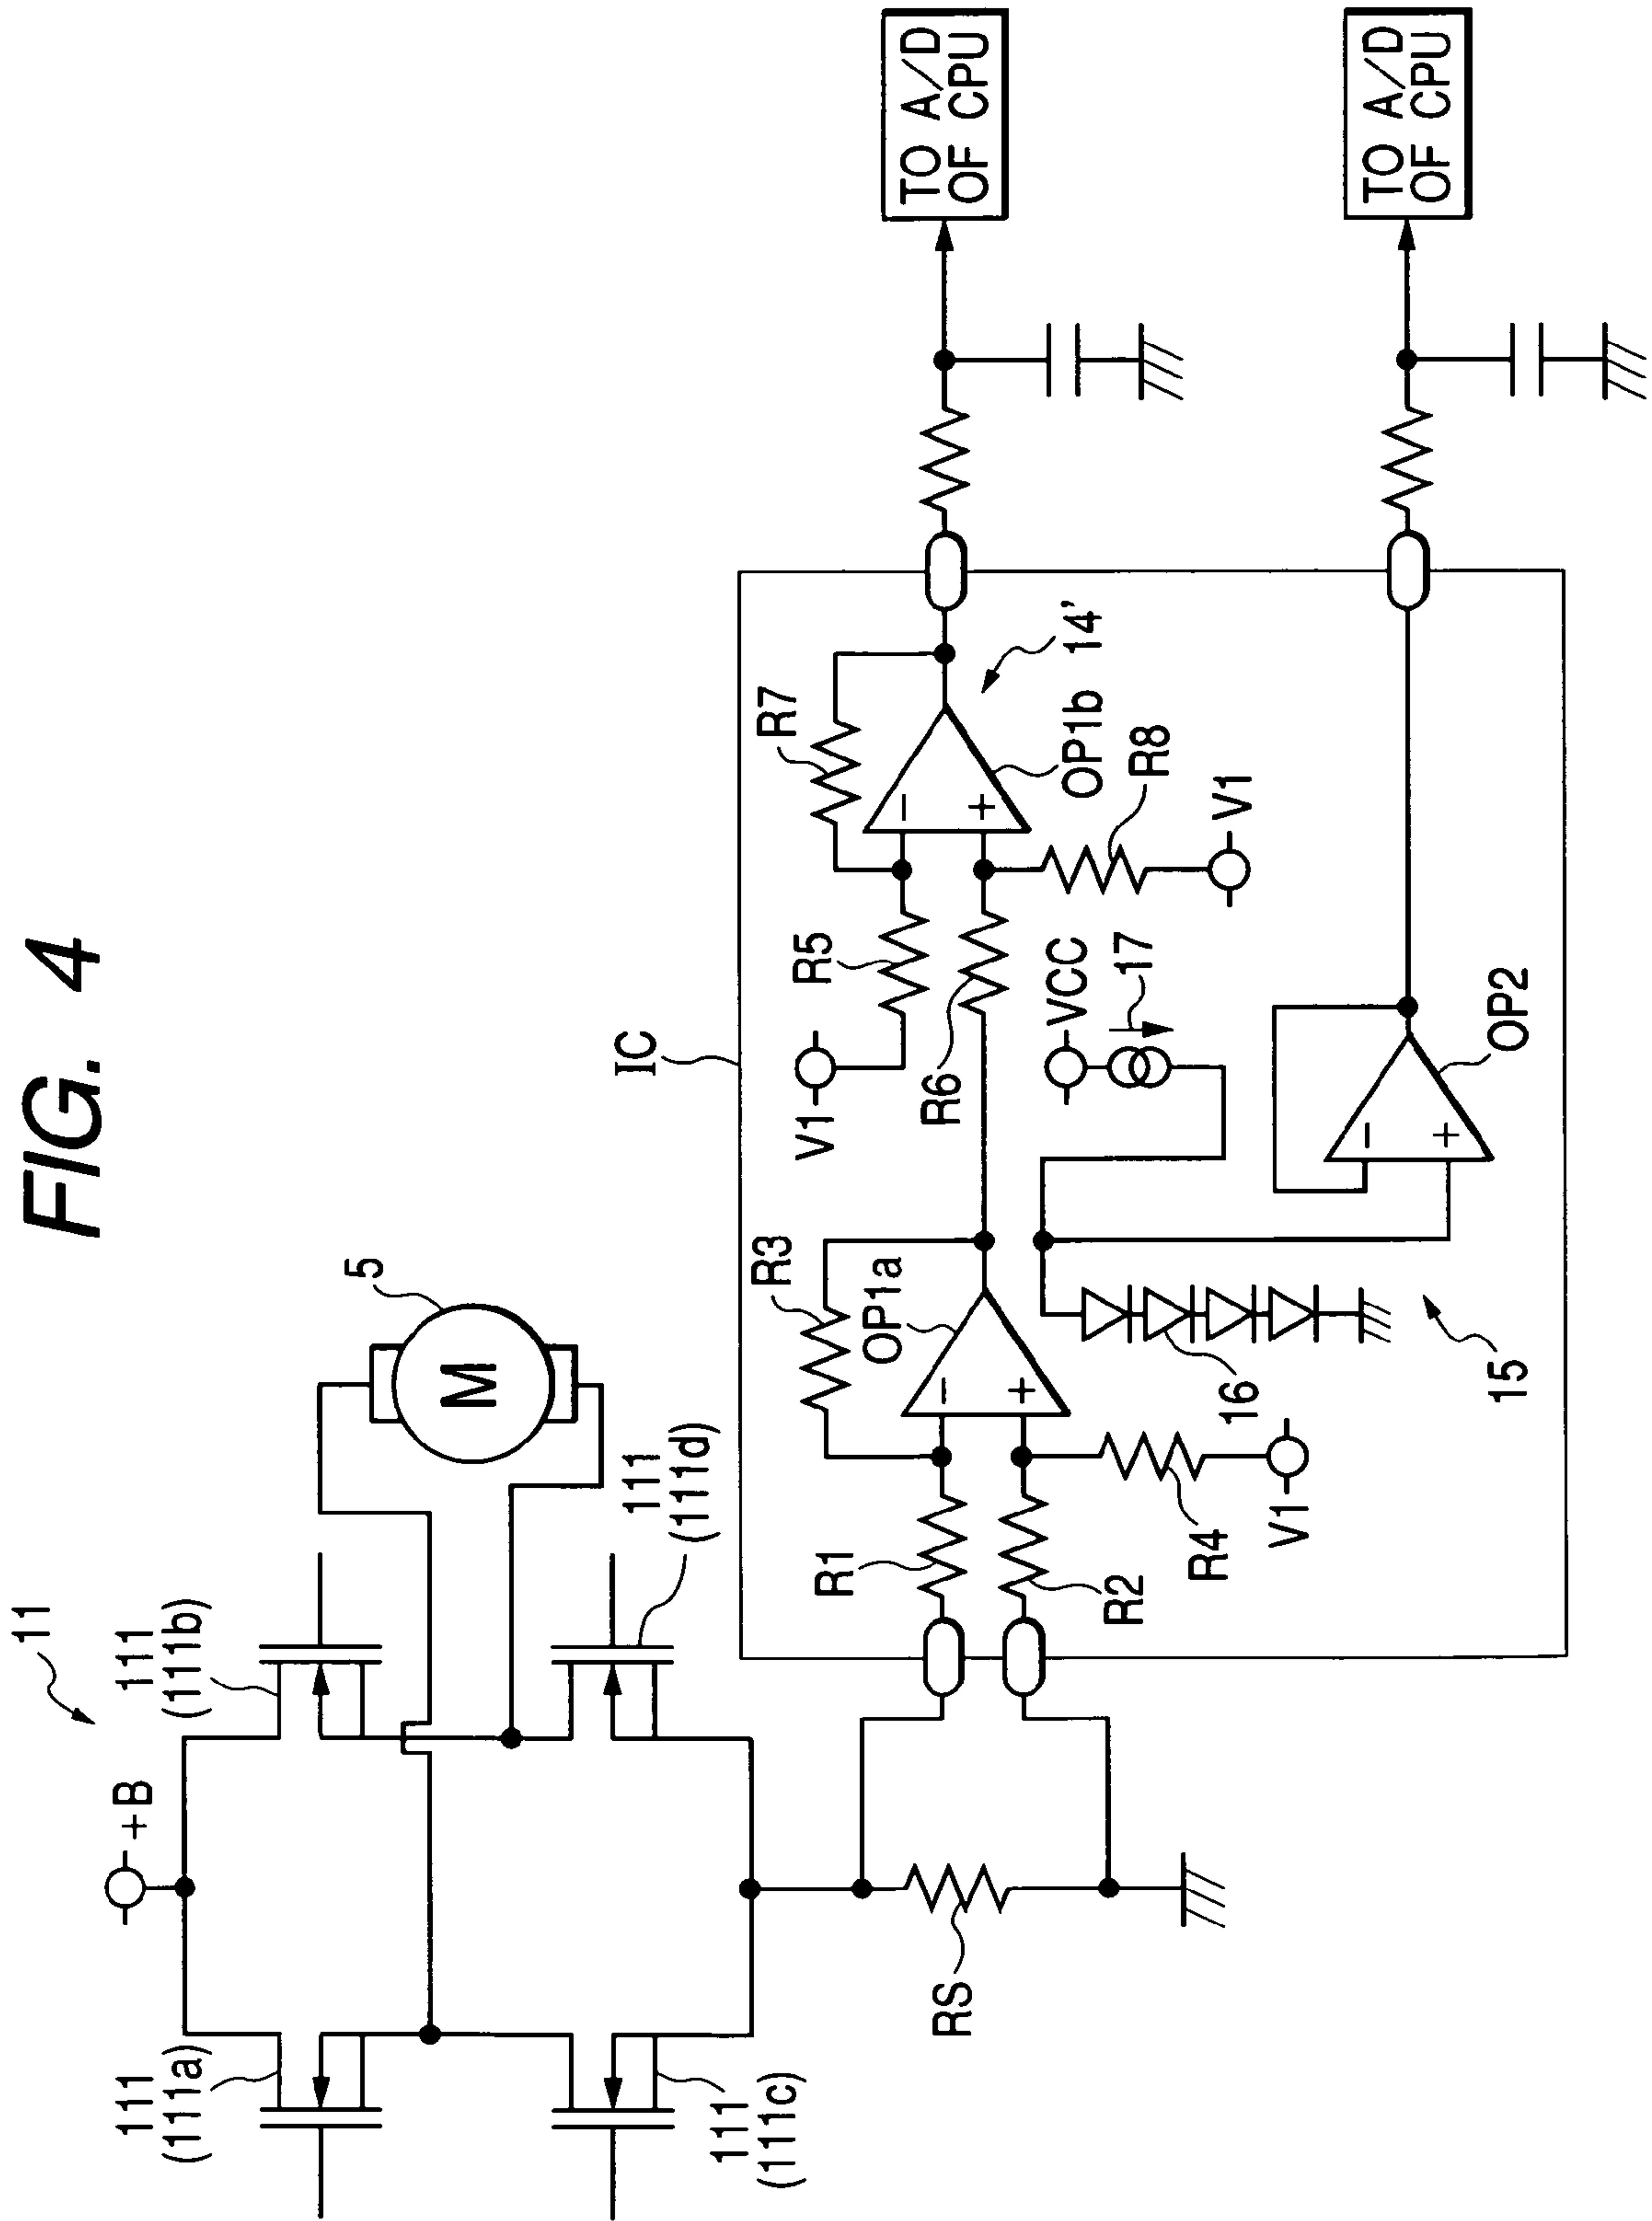 FIG. 4
11
+B
111
(111a)
111
(111b)
111
(111c)
111
(111d)
5
M
RS
IC
R1
R2
R3
R4
V1
OP1a
V1
R5
R6
R7
OP1b
R8
V1
14'
VCC
17
16
15
OP2
TO A/D
OF CPU
TO A/D
OF CPU